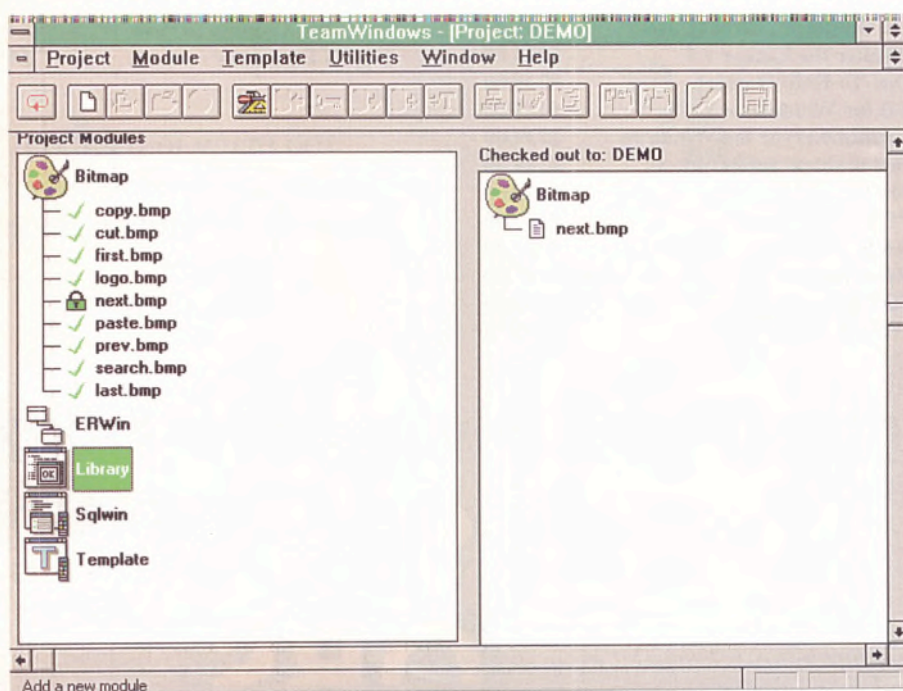 TeamWindows - [Project: DEMO]
Project Module Template Utilities Window Help
Project Modules
Bitmap
copy.bmp
cut.bmp
first.bmp
logo.bmp
next.bmp
paste.bmp
prev.bmp
search.bmp
last.bmp
ERWin
OK
Library
Sqlwin
T
Template
Checked out to: DEMO
Bitmap
next.bmp
Add a new module